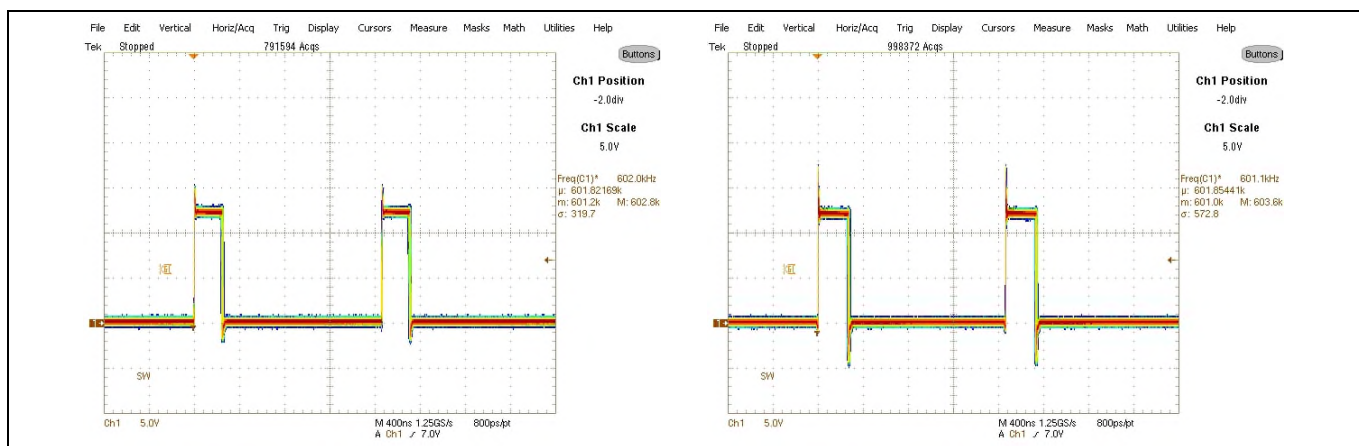 File Edit Vertical Horiz/Acq Trig Display Cursors Measure Masks Math Utilities Help
Tek Stopped 791594 Acqs
Buttons
Ch1 Position
-2.0div
Ch1 Scale
5.0V
Freq(C1)* 602.0kHz
µ: 601.82169k
m: 601.2k M: 602.8k
σ: 319.7
SW
Ch1 5.0V
M 400ns 1.25GS/s 800ps/pt
A Ch1 ∫ 7.0V
File Edit Vertical Horiz/Acq Trig Display Cursors Measure Masks Math Utilities Help
Tek Stopped 998372 Acqs
Buttons
Ch1 Position
-2.0div
Ch1 Scale
5.0V
Freq(C1)* 601.1kHz
µ: 601.85441k
m: 601.0k M: 603.6k
σ: 572.8
SW
Ch1 5.0V
M 400ns 1.25GS/s 800ps/pt
A Ch1 ∫ 7.0V